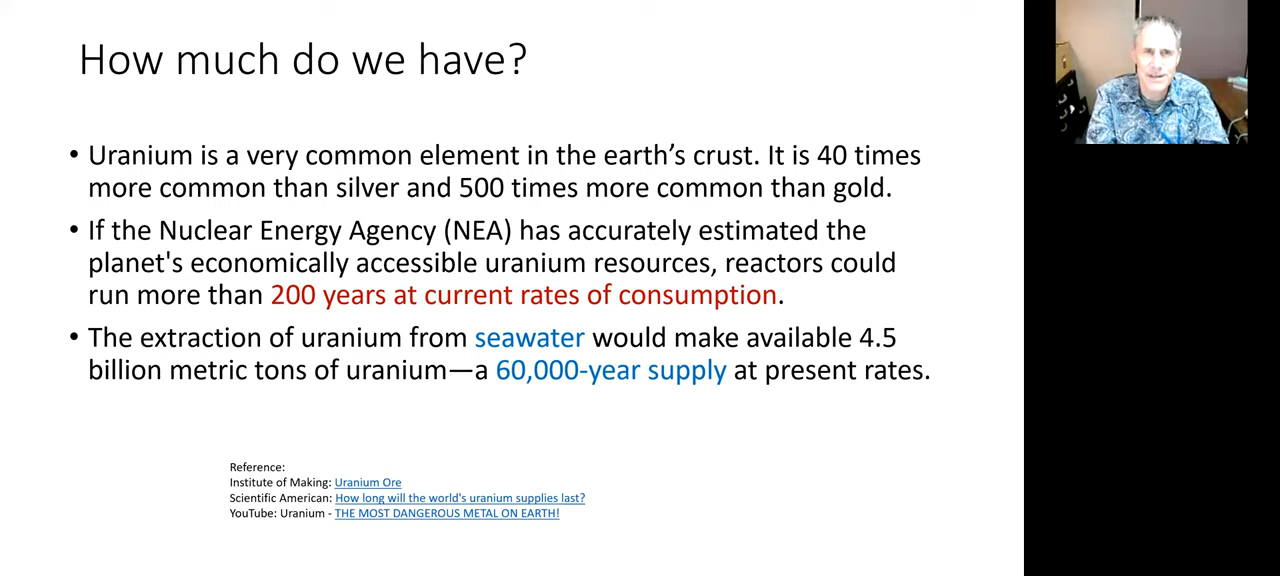 How much do we have?
• Uranium is a very common element in the earth’s crust. It is 40 times
more common than silver and 500 times more common than gold.
• If the Nuclear Energy Agency (NEA) has accurately estimated the
planet's economically accessible uranium resources, reactors could
run more than 200 years at current rates of consumption.
• The extraction of uranium from seawater would make available 4.5
billion metric tons of uranium—a 60,000-year supply at present rates.
Reference:
Institute of Making: Uranium Ore
Scientific American: How long will the world's uranium supplies last?
YouTube: Uranium - THE MOST DANGEROUS METAL ON EARTH!